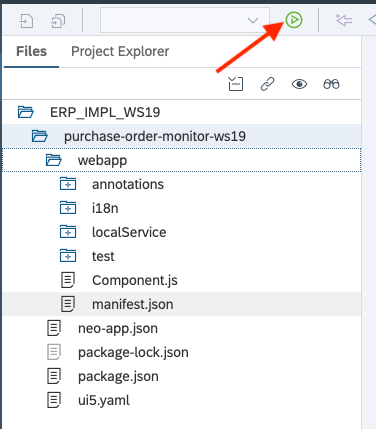 Files Project Explorer
ERP_IMPL_WS19
purchase-order-monitor-ws19
webapp
annotations
i18n
localService
test
Component.js
manifest.json
neo-app.json
package-lock.json
package.json
ui5.yaml